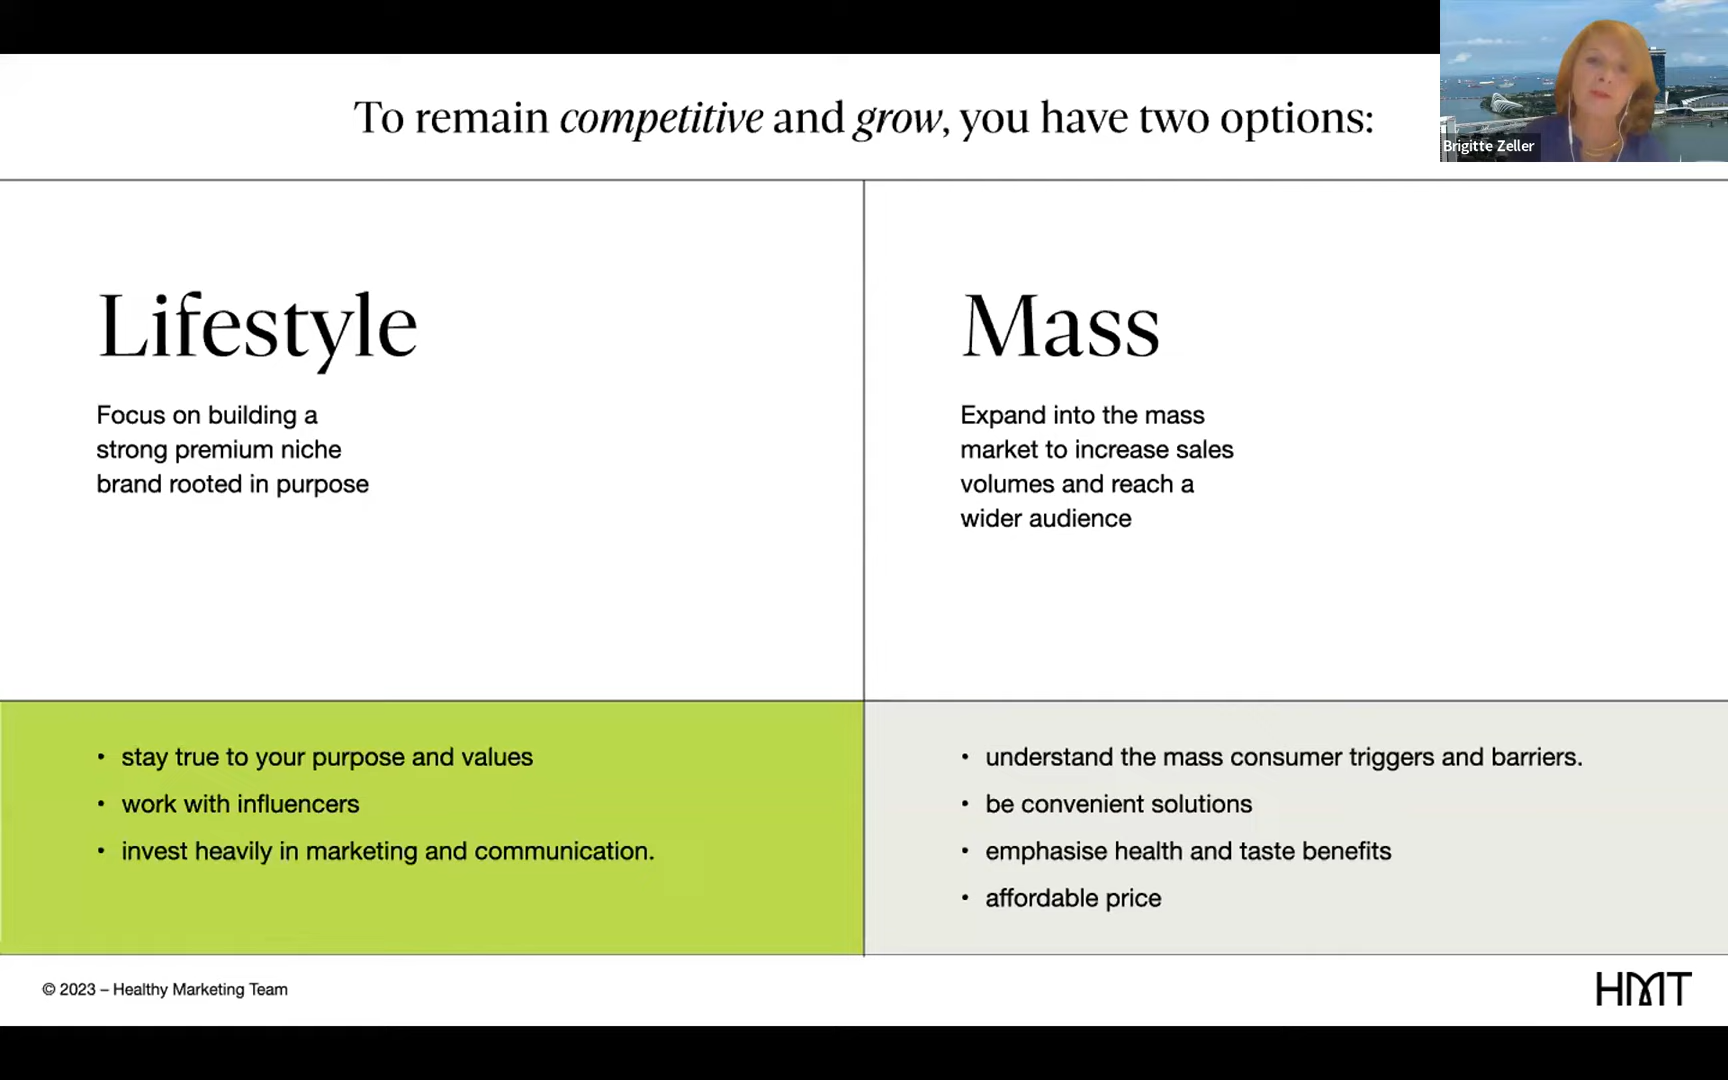 To remain competitive and grow, you have two options:
Brigitte Zeller
Lifestyle
Focus on building a
strong premium niche
brand rooted in purpose
Mass
Expand into the mass
market to increase sales
volumes and reach a
wider audience
• stay true to your purpose and values
• work with influencers
• invest heavily in marketing and communication.
• understand the mass consumer triggers and barriers.
• be convenient solutions
• emphasise health and taste benefits
• affordable price
© 2023 – Healthy Marketing Team
HMT